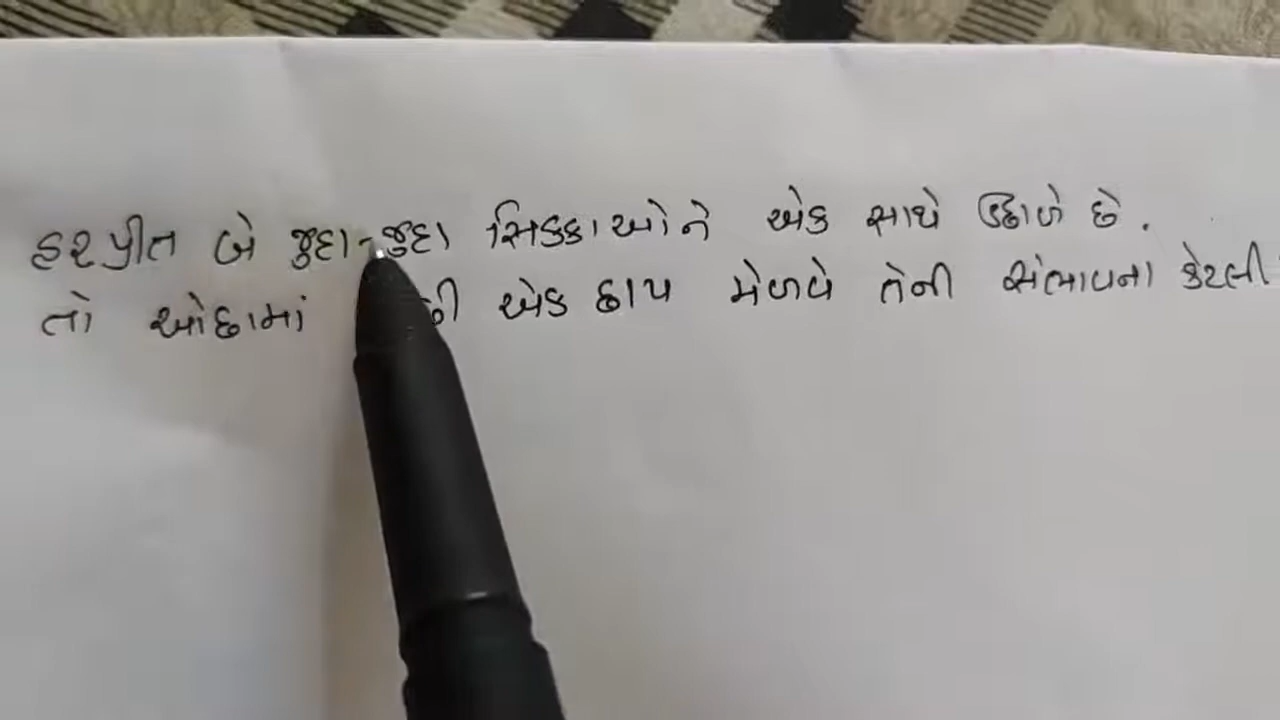 હરપ્રીત બે જુદા-જુદા સિક્કાઓને એક સાથે ઉછાળે છે.
તો ઓછામાં એક છાપ મેળવે તેની સંભાવના કેટલી